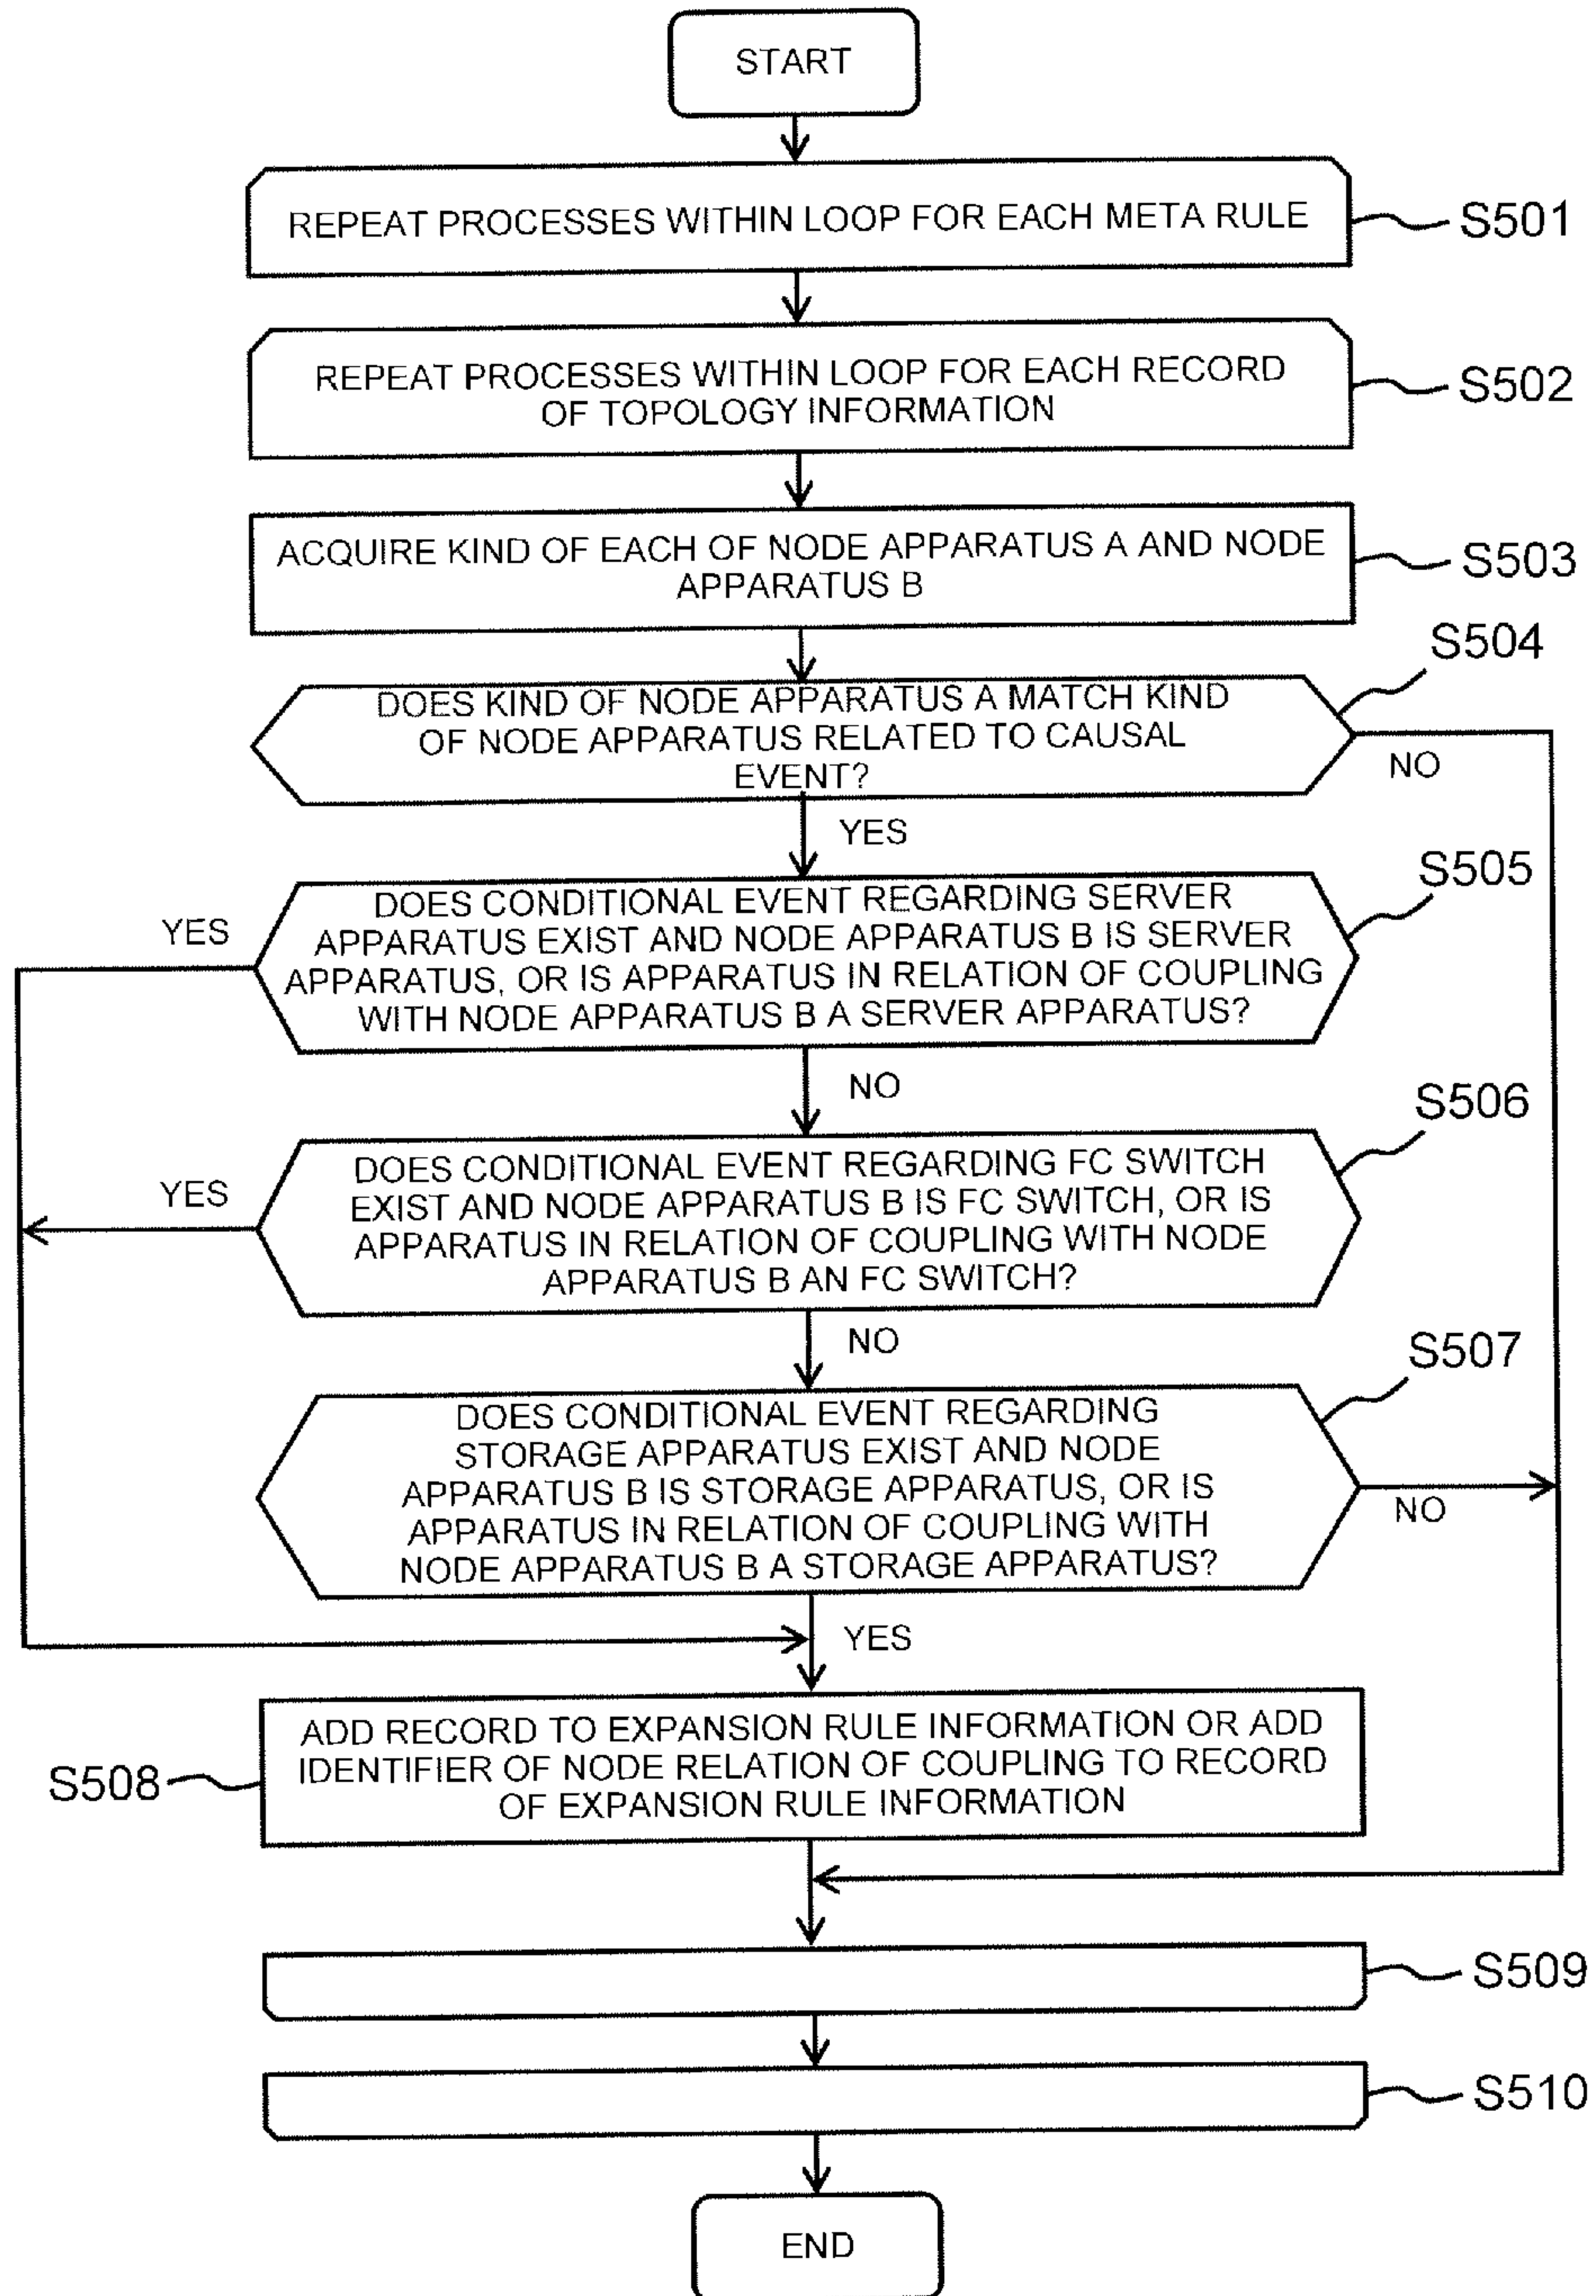 START
REPEAT PROCESSES WITHIN LOOP FOR EACH META RULE
S501
REPEAT PROCESSES WITHIN LOOP FOR EACH RECORD
OF TOPOLOGY INFORMATION
S502
ACQUIRE KIND OF EACH OF NODE APPARATUS A AND NODE
APPARATUS B
S503
S504
DOES KIND OF NODE APPARATUS A MATCH KIND
OF NODE APPARATUS RELATED TO CAUSAL
EVENT?
NO
YES
S505
DOES CONDITIONAL EVENT REGARDING SERVER
APPARATUS EXIST AND NODE APPARATUS B IS SERVER
APPARATUS, OR IS APPARATUS IN RELATION OF COUPLING
WITH NODE APPARATUS B A SERVER APPARATUS?
YES
NO
S506
DOES CONDITIONAL EVENT REGARDING FC SWITCH
EXIST AND NODE APPARATUS B IS FC SWITCH, OR IS
APPARATUS IN RELATION OF COUPLING WITH NODE
APPARATUS B AN FC SWITCH?
YES
NO
S507
DOES CONDITIONAL EVENT REGARDING
STORAGE APPARATUS EXIST AND NODE
APPARATUS B IS STORAGE APPARATUS, OR IS
APPARATUS IN RELATION OF COUPLING WITH
NODE APPARATUS B A STORAGE APPARATUS?
NO
YES
ADD RECORD TO EXPANSION RULE INFORMATION OR ADD
IDENTIFIER OF NODE RELATION OF COUPLING TO RECORD
OF EXPANSION RULE INFORMATION
S508
S509
S510
END